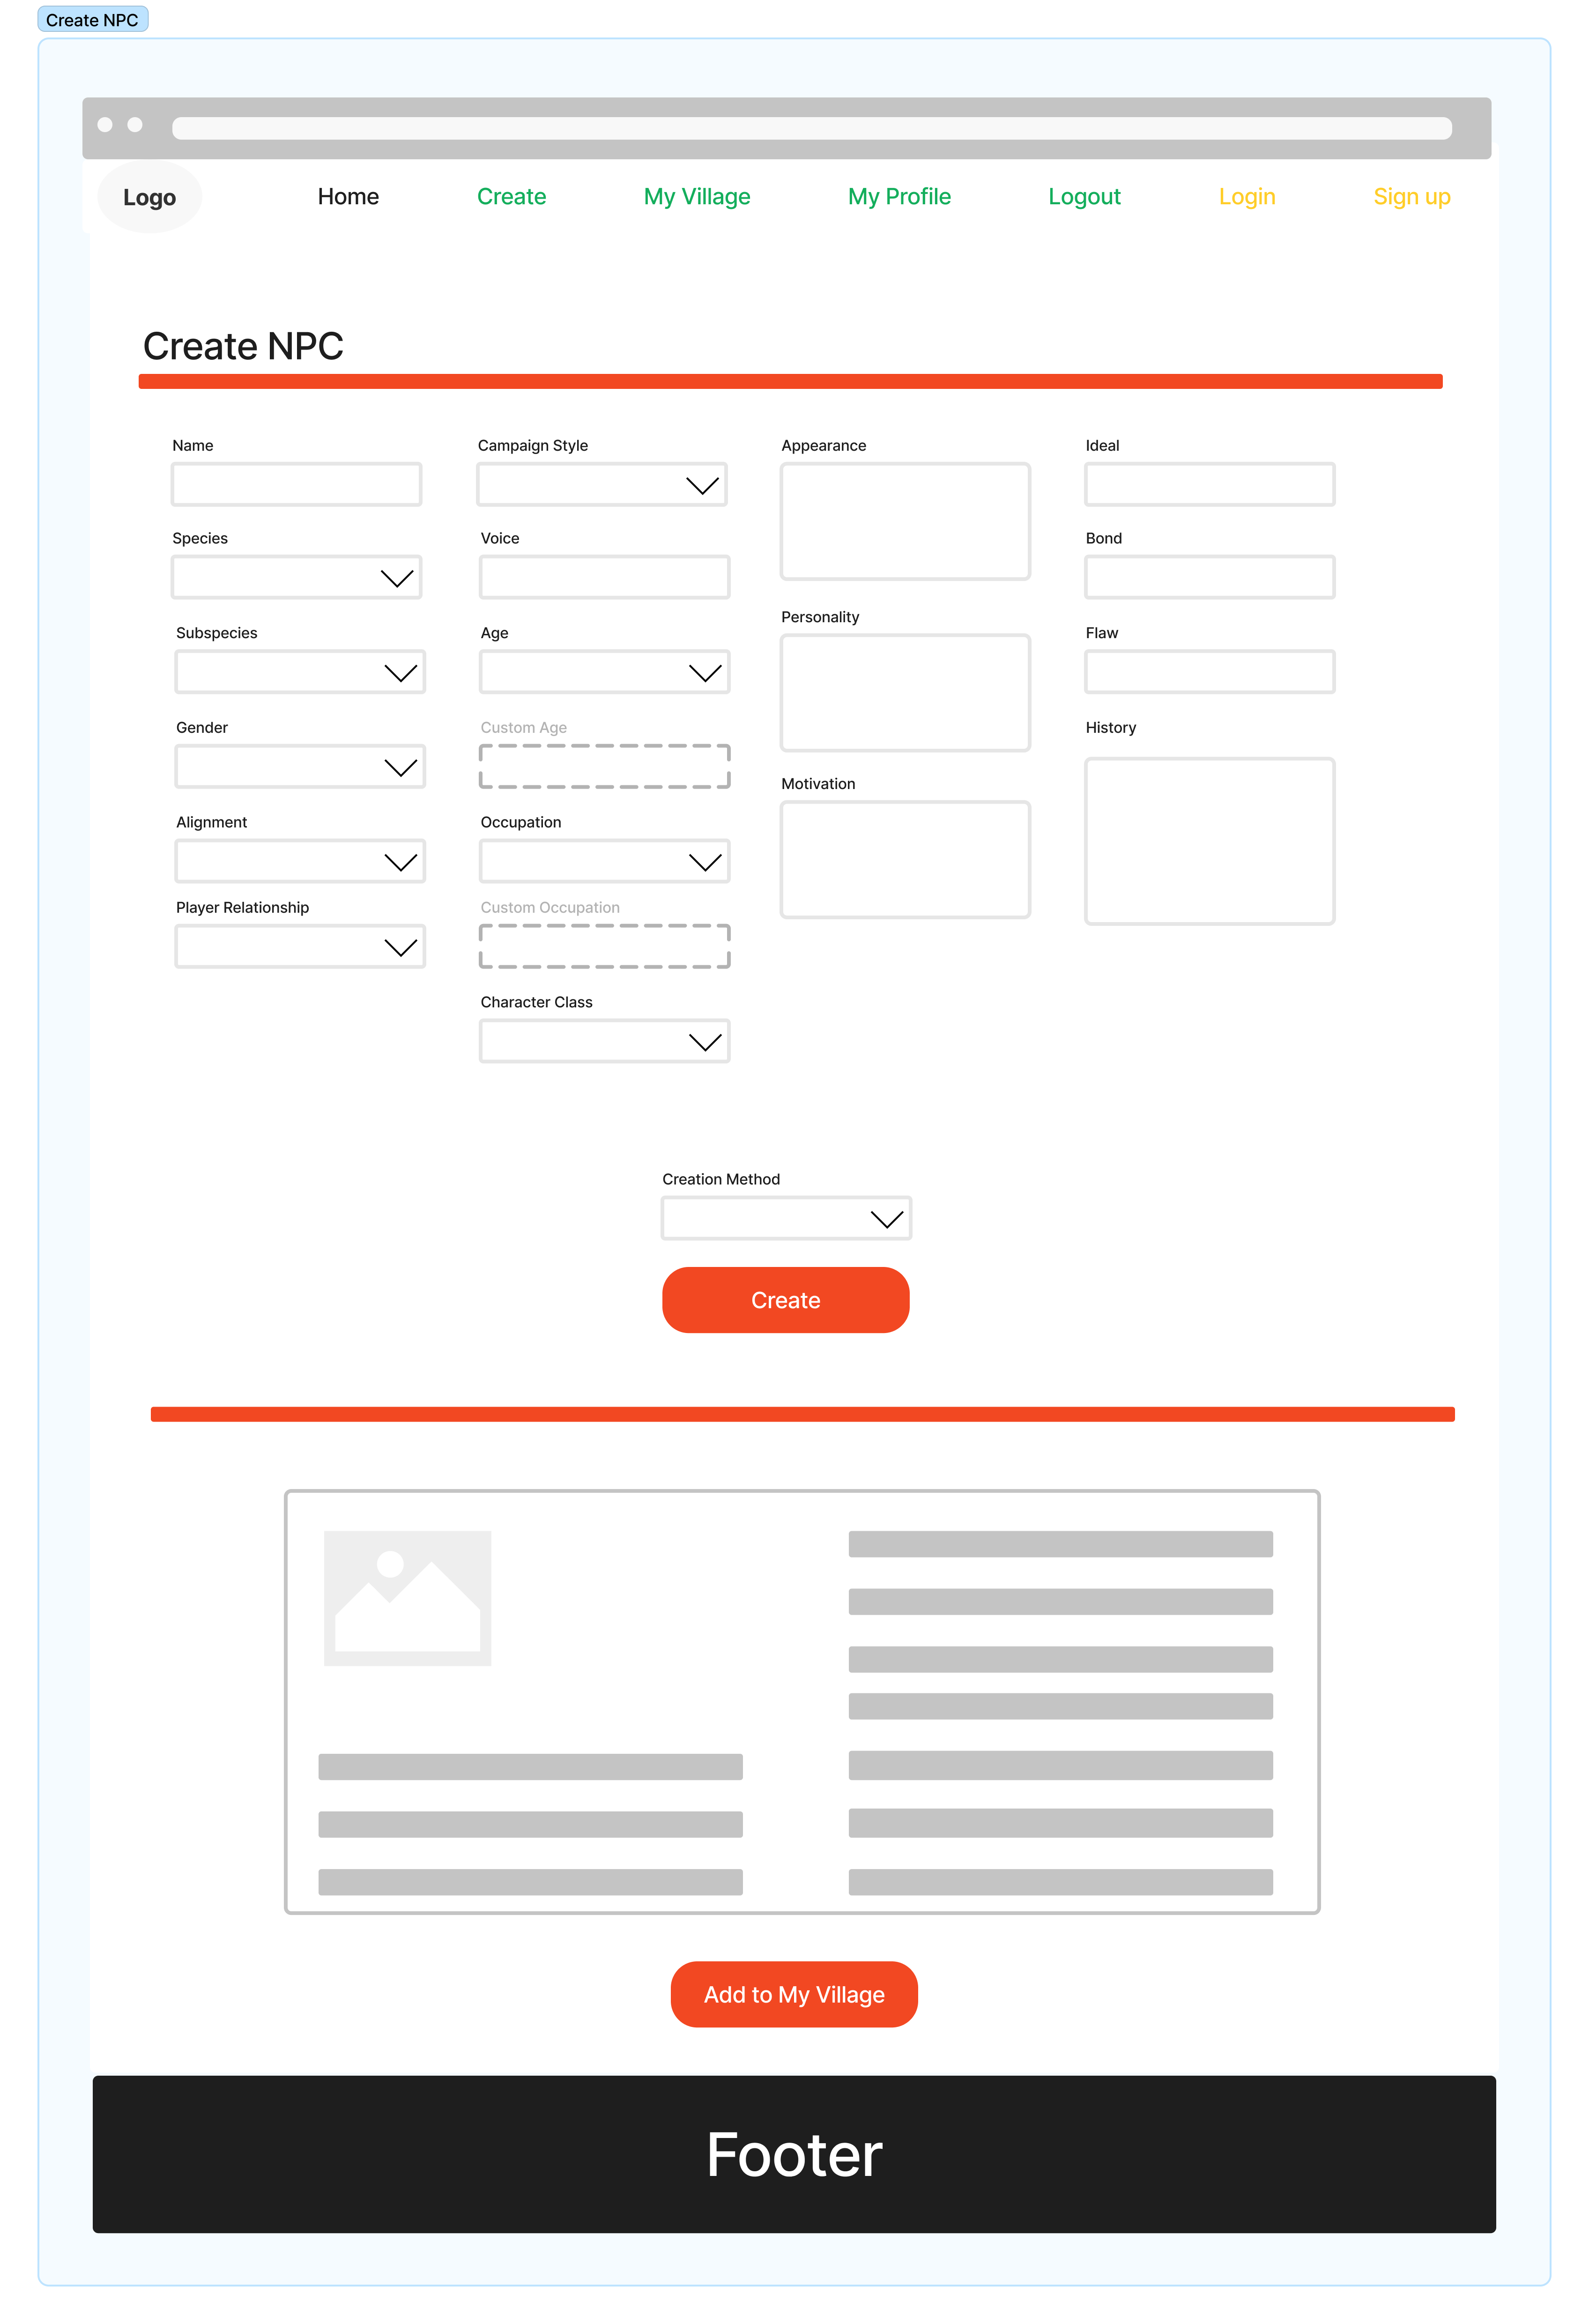 Create NPC
Logo
Home
Create
My Village
My Profile
Logout
Login
Sign up
Create NPC
Name
Species
Subspecies
Gender
Alignment
Player Relationship
Campaign Style
Voice
Age
Custom Age
Occupation
Custom Occupation
Character Class
Appearance
Personality
Motivation
Ideal
Bond
Flaw
History
Creation Method
Create
Add to My Village
Footer